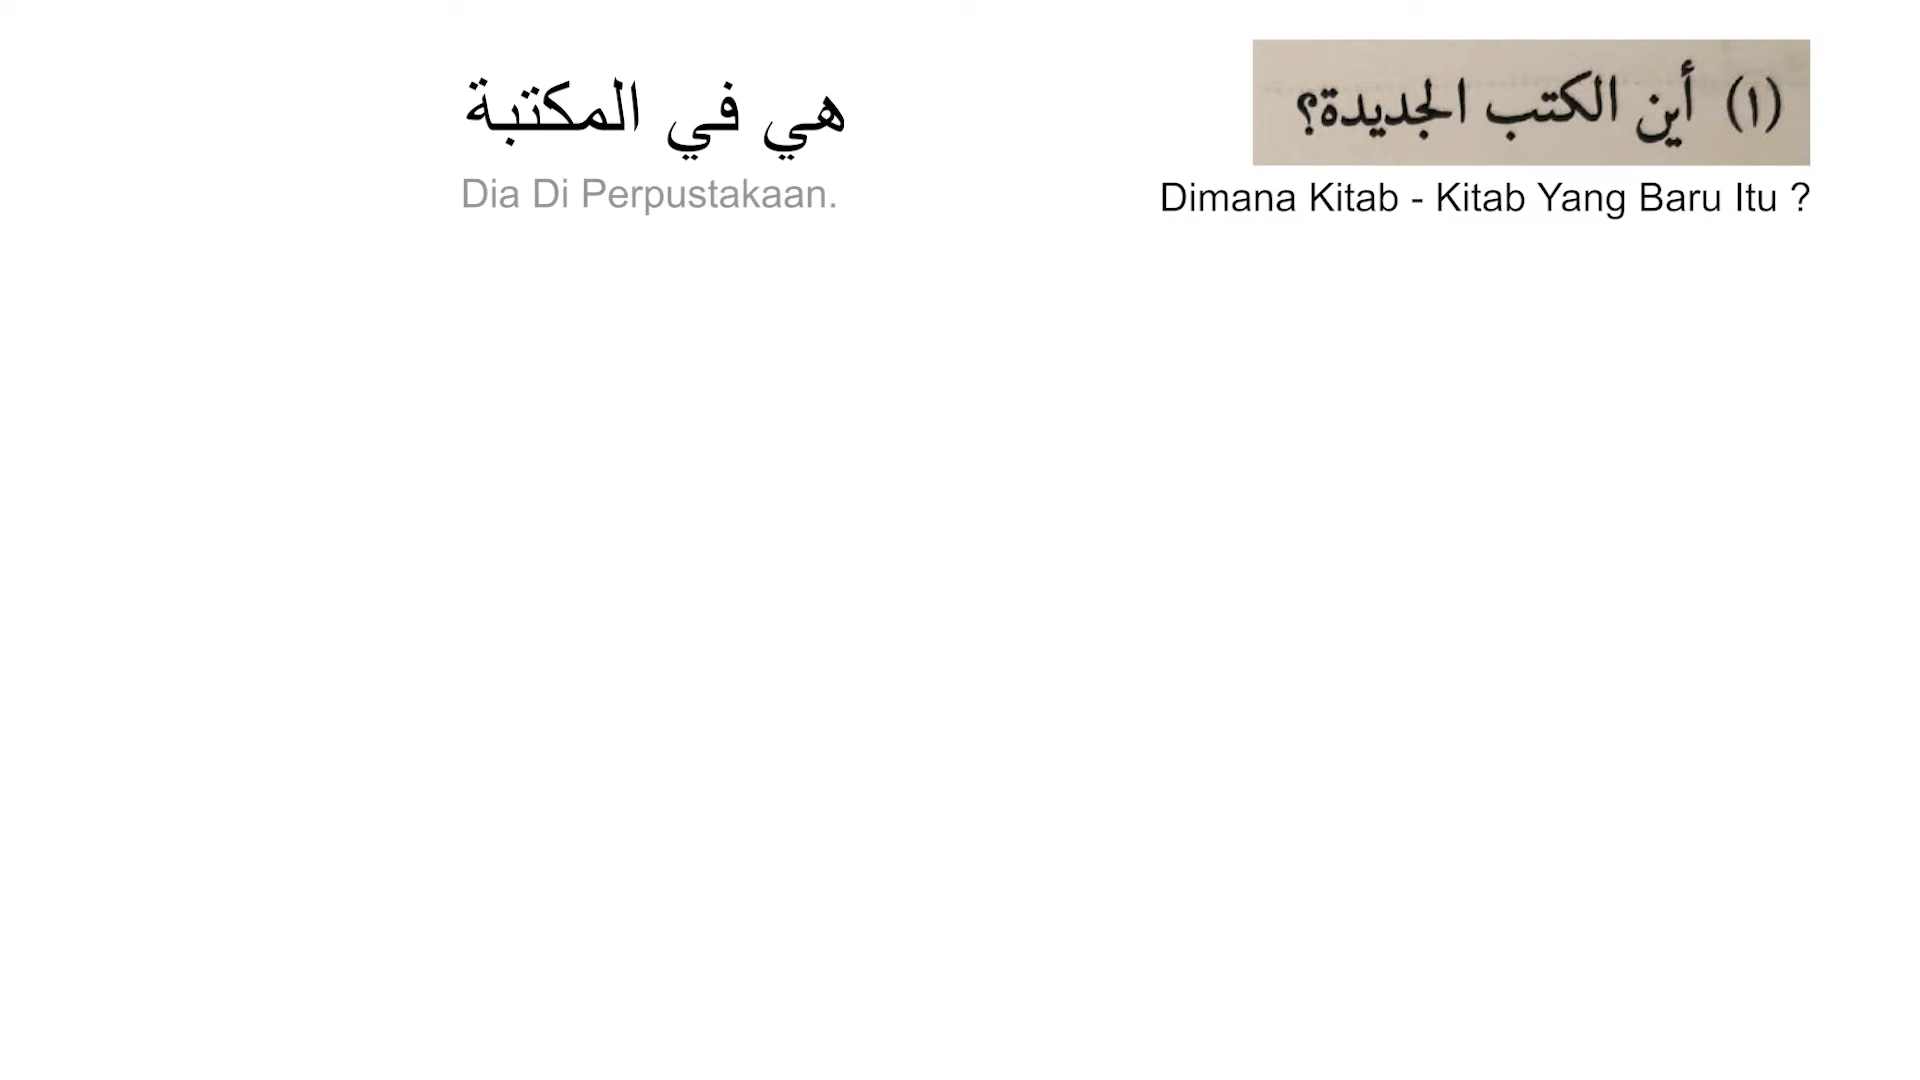 (١) أين الكتب الجديدة؟
Dimana Kitab - Kitab Yang Baru Itu ?
هي في المكتبة
Dia Di Perpustakaan.